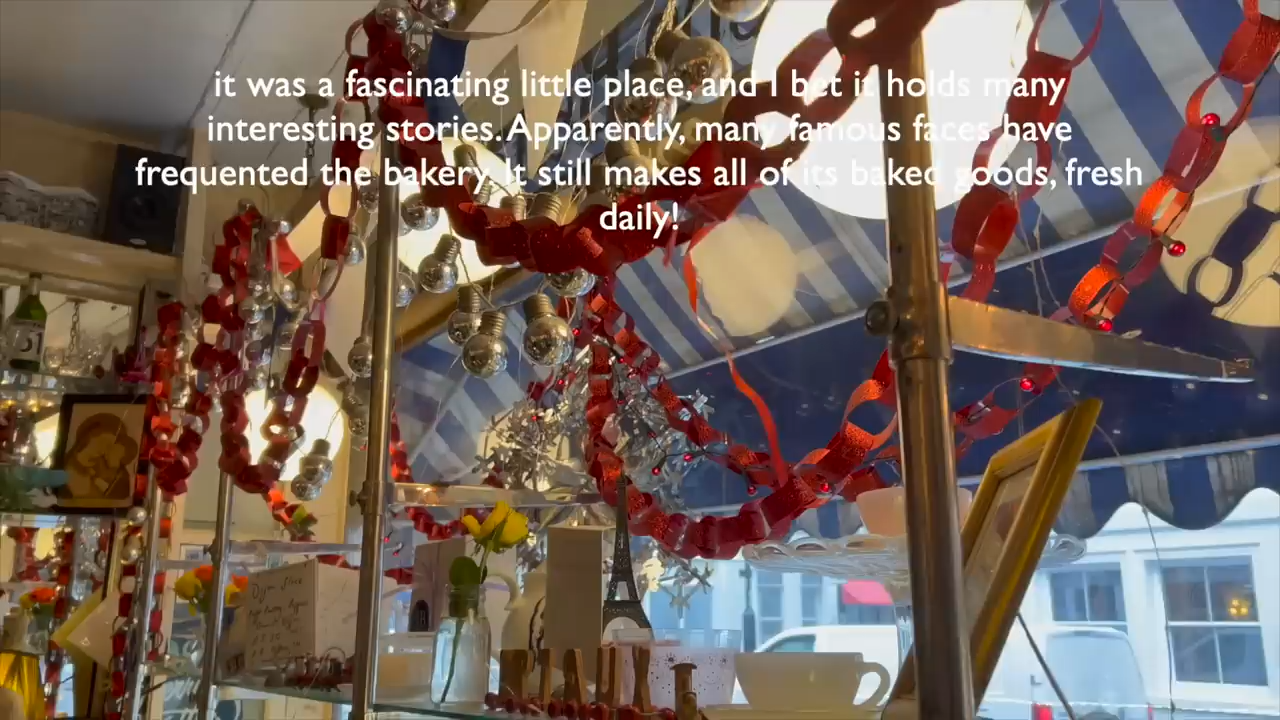 it was a fascinating little place, and I bet it holds many
interesting stories. Apparently, many famous faces have
frequented the bakery. It still makes all of its baked goods, fresh
daily!
51